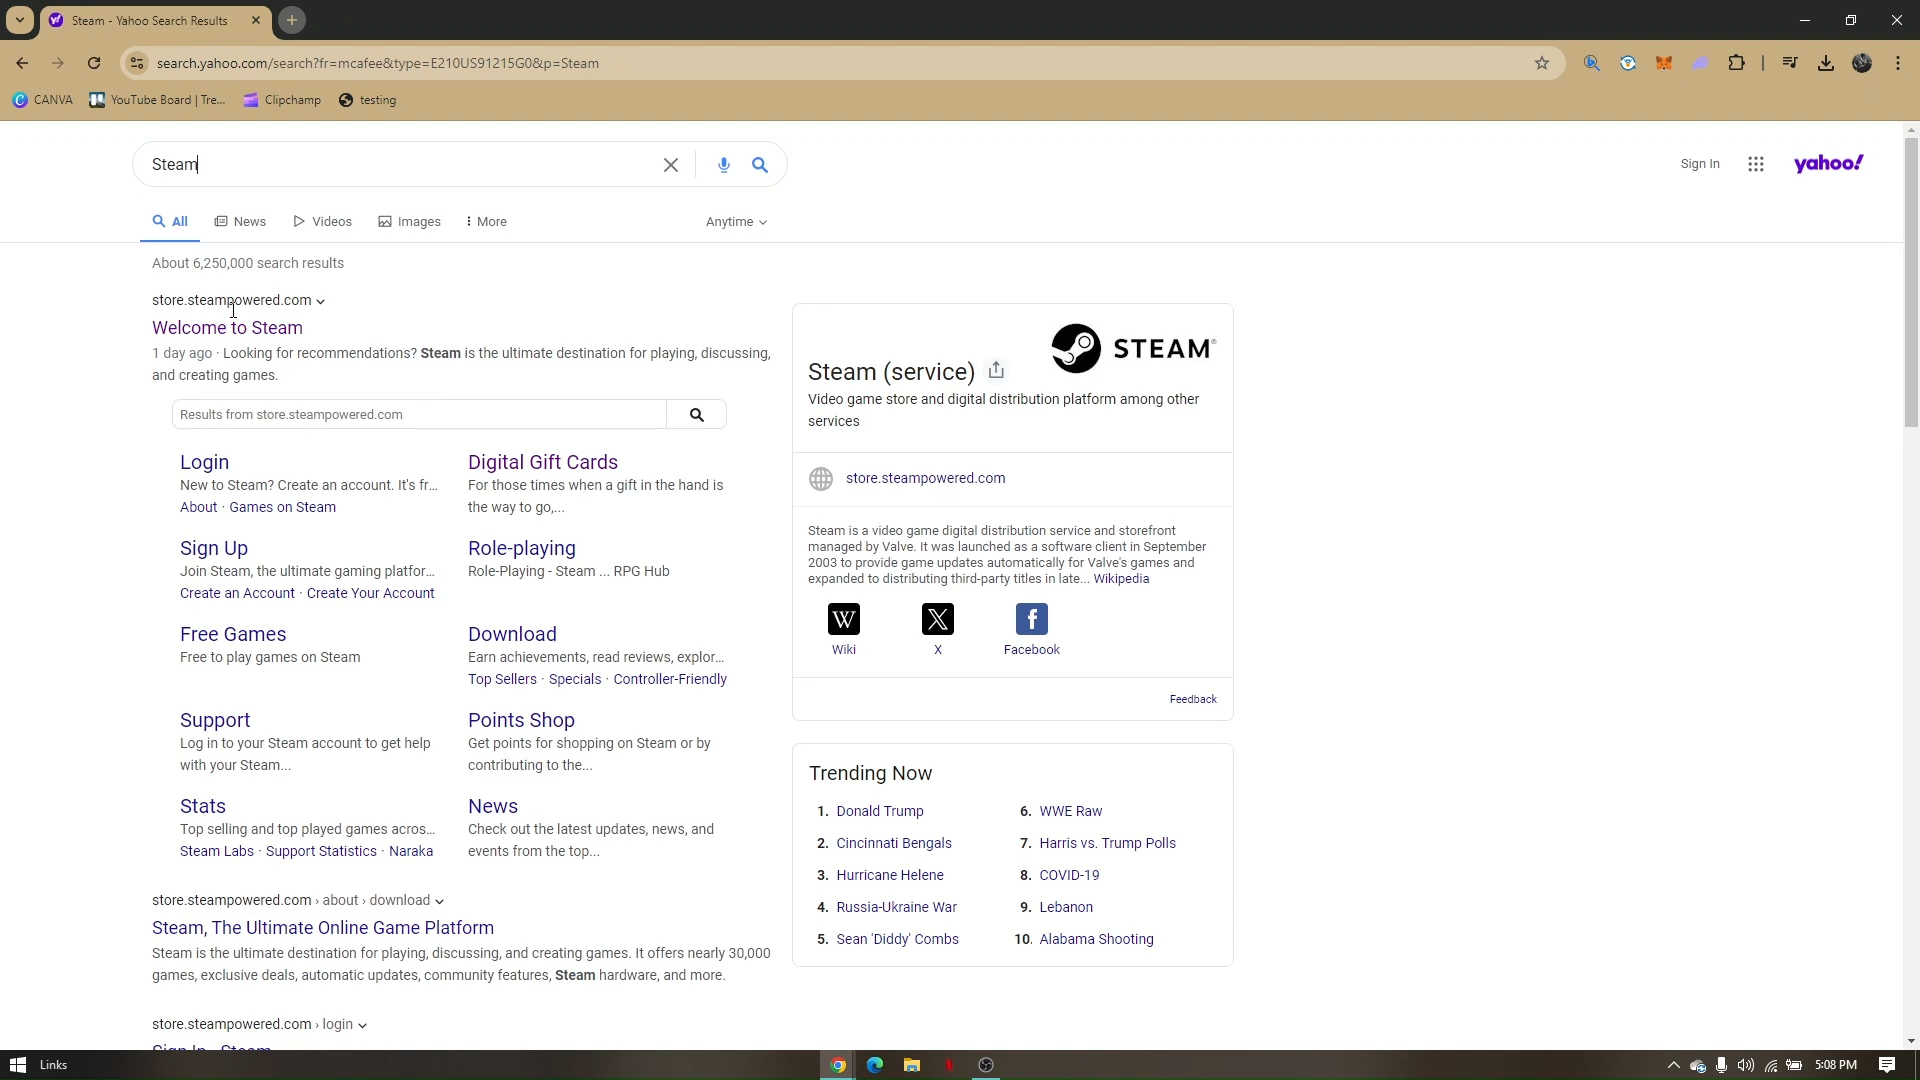 Steam - Yahoo Search Results
search.yahoo.com/search?fr=mcafee&type=E210US91215G0&p=Steam
CANVA
YouTube Board | Tre...
Clipchamp
testing
Steam
Sign In
yahoo!
All
News
Videos
Images
More
Anytime
About 6,250,000 search results
store.steampowered.com
Welcome to Steam
1 day ago · Looking for recommendations? Steam is the ultimate destination for playing, discussing,
and creating games.
Results from store.steampowered.com
Login
New to Steam? Create an account. It's fr...
About · Games on Steam
Digital Gift Cards
For those times when a gift in the hand is
the way to go,...
Sign Up
Join Steam, the ultimate gaming platfor...
Create an Account · Create Your Account
Role-playing
Role-Playing - Steam ... RPG Hub
Free Games
Free to play games on Steam
Download
Earn achievements, read reviews, explor...
Top Sellers · Specials · Controller-Friendly
Support
Log in to your Steam account to get help
with your Steam...
Points Shop
Get points for shopping on Steam or by
contributing to the...
Stats
Top selling and top played games acros...
Steam Labs · Support Statistics · Naraka
News
Check out the latest updates, news, and
events from the top...
store.steampowered.com › about › download
Steam, The Ultimate Online Game Platform
Steam is the ultimate destination for playing, discussing, and creating games. It offers nearly 30,000
games, exclusive deals, automatic updates, community features, Steam hardware, and more.
store.steampowered.com › login
Sign In - Steam
STEAM®
Steam (service)
Video game store and digital distribution platform among other
services
store.steampowered.com
Steam is a video game digital distribution service and storefront
managed by Valve. It was launched as a software client in September
2003 to provide game updates automatically for Valve's games and
expanded to distributing third-party titles in late... Wikipedia
W
Wiki
X
X
f
Facebook
Feedback
Trending Now
1. Donald Trump
2. Cincinnati Bengals
3. Hurricane Helene
4. Russia-Ukraine War
5. Sean 'Diddy' Combs
6. WWE Raw
7. Harris vs. Trump Polls
8. COVID-19
9. Lebanon
10. Alabama Shooting
Links
5:08 PM